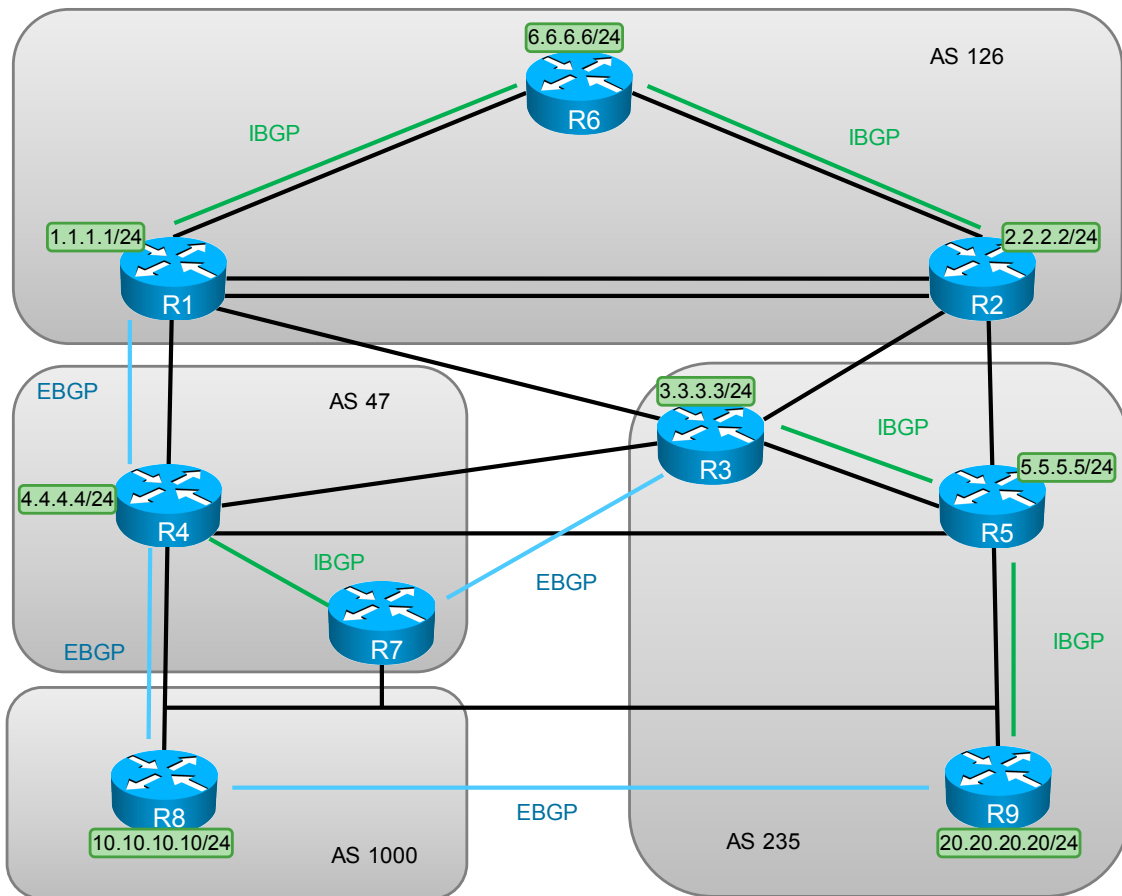 6.6.6.6/24
AS 126
R6
IBGP
IBGP
1.1.1.1/24
2.2.2.2/24
R1
R2
EBGP
AS 47
3.3.3.3/24
IBGP
R3
4.4.4.4/24
5.5.5.5/24
R4
R5
IBGP
EBGP
R7
EBGP
IBGP
R8
10.10.10.10/24
EBGP
R9
20.20.20.20/24
AS 1000
AS 235